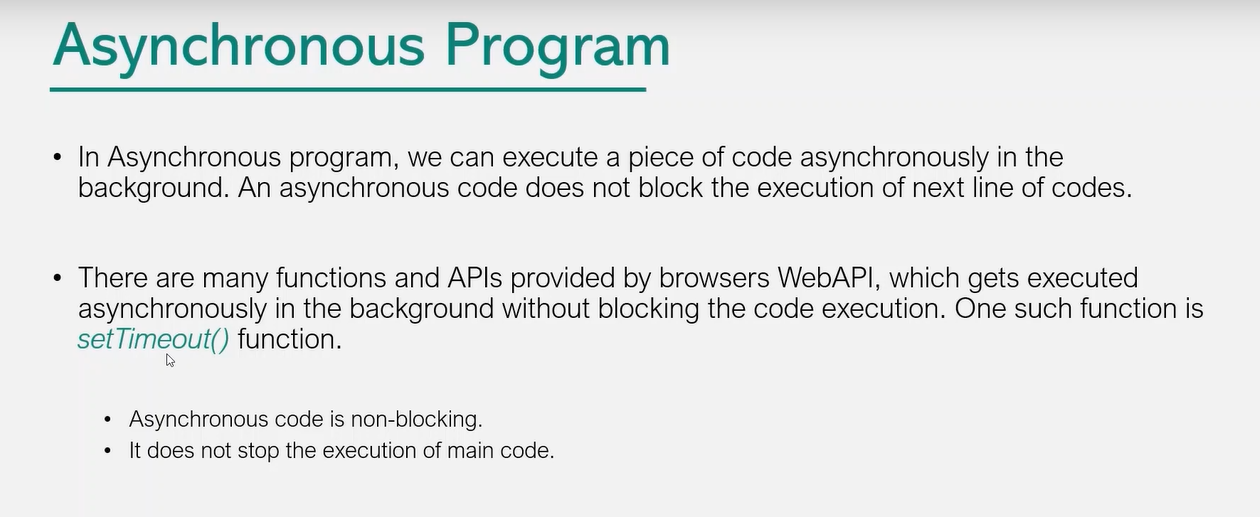 Asynchronous Program
• In Asynchronous program, we can execute a piece of code asynchronously in the
background. An asynchronous code does not block the execution of next line of codes.
• There are many functions and APIs provided by browsers WebAPI, which gets executed
asynchronously in the background without blocking the code execution. One such function is
setTimeout() function.
• Asynchronous code is non-blocking.
• It does not stop the execution of main code.